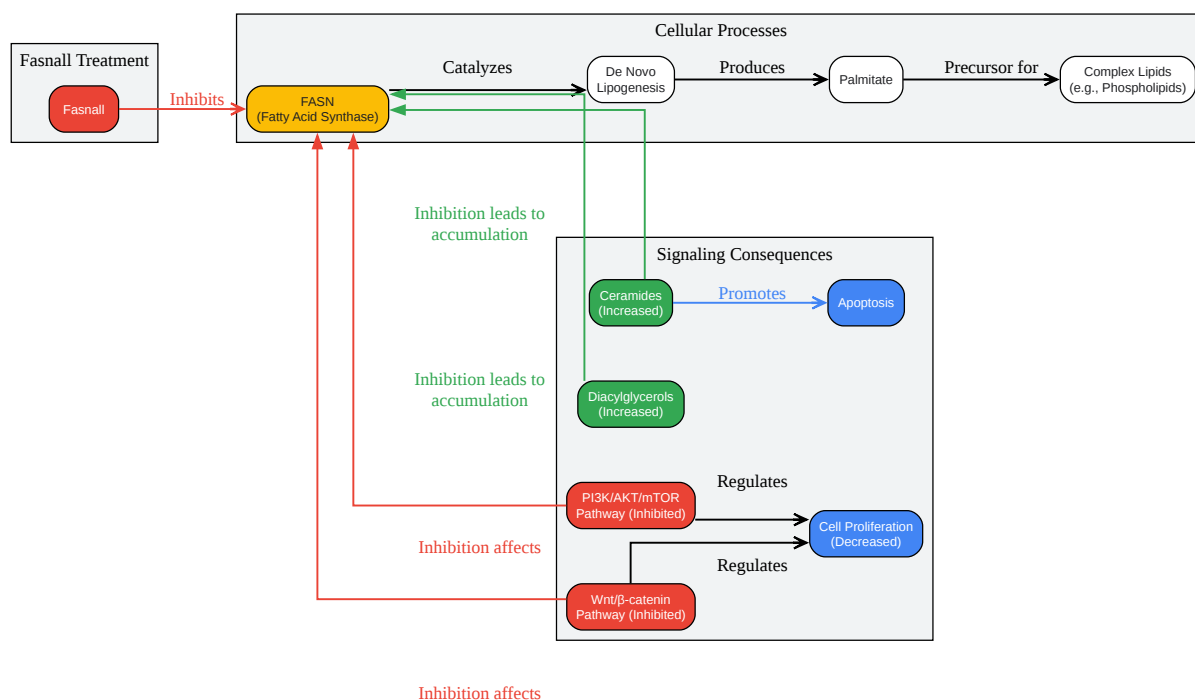 Cellular Processes
Fasnall Treatment
Fasnall
Inhibits
FASN
(Fatty Acid Synthase)
Catalyzes
De Novo
Lipogenesis
Produces
Palmitate
Precursor for
Complex Lipids
(e.g., Phospholipids)
Inhibition leads to
accumulation
Signaling Consequences
Ceramides
(Increased)
Promotes
Apoptosis
Inhibition leads to
accumulation
Diacylglycerols
(Increased)
PI3K/AKT/mTOR
Pathway (Inhibited)
Regulates
Cell Proliferation
(Decreased)
Inhibition affects
Regulates
Wnt/β-catenin
Pathway (Inhibited)
Inhibition affects